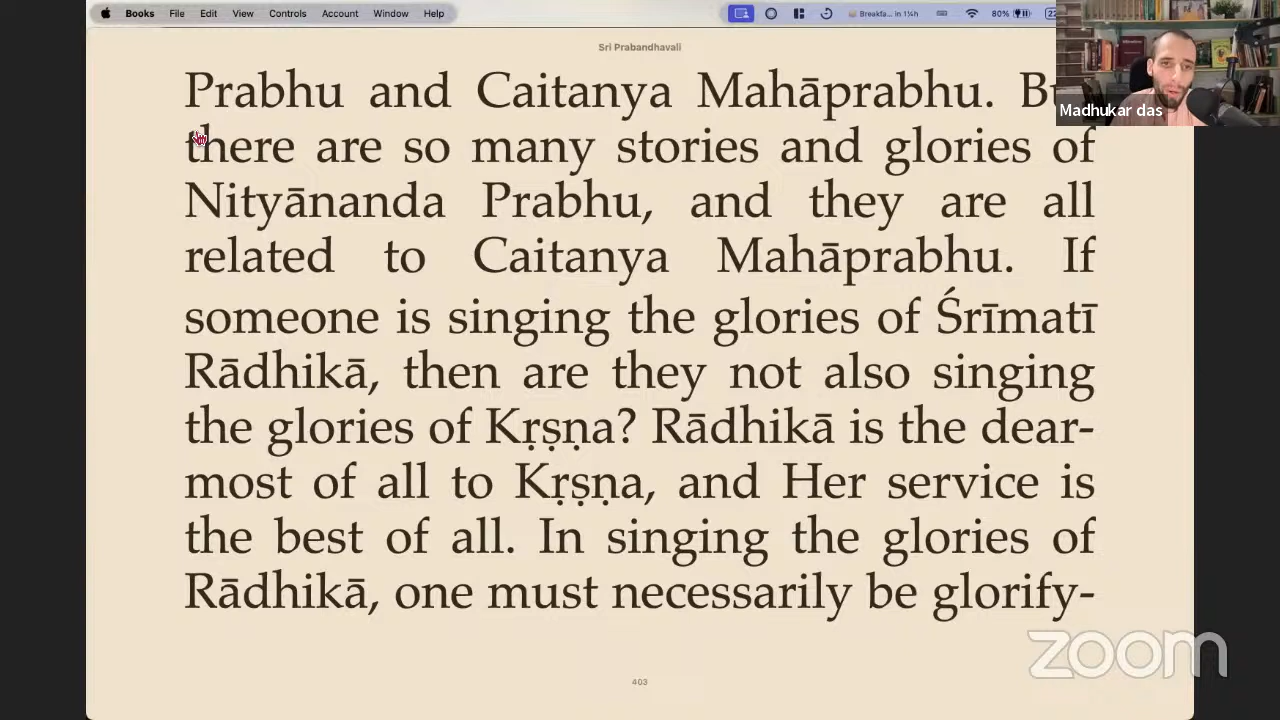 Books File Edit View Controls Account Window Help
Breakfa... in 1¼h 80%
Sri Prabandhavali
Madhukar das
Prabhu and Caitanya Mahāprabhu.
there are so many stories and glories of
Nityānanda Prabhu, and they are all
related to Caitanya Mahāprabhu. If
someone is singing the glories of Śrīmatī
Rādhikā, then are they not also singing
the glories of Kṛṣṇa? Rādhikā is the dear-
most of all to Kṛṣṇa, and Her service is
the best of all. In singing the glories of
Rādhikā, one must necessarily be glorify-
zoom
403